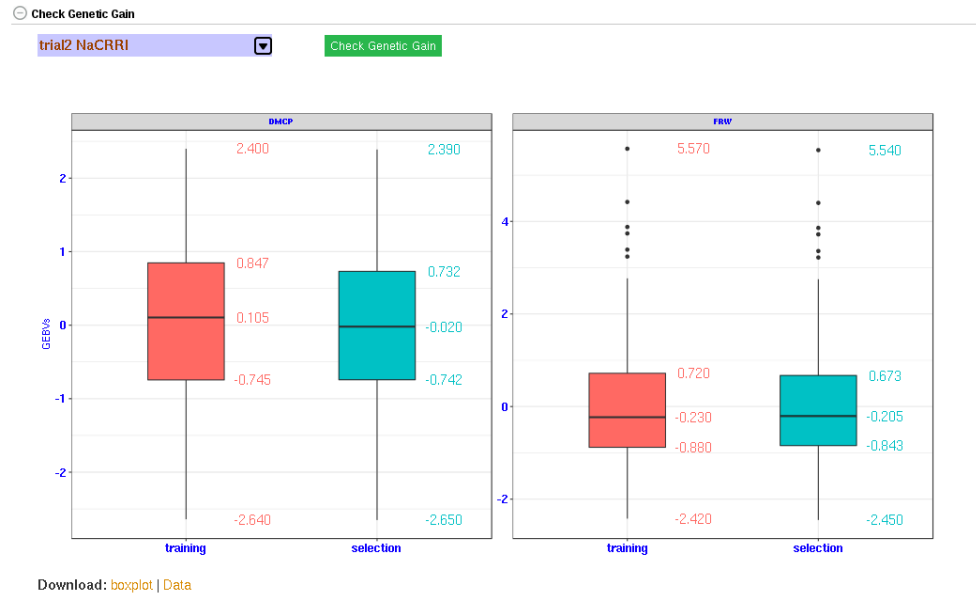 Check Genetic Gain
trial2 NaCRRI
Check Genetic Gain
DMCP
2.400
2.390
2
1
0
-1
-2
GEBVs
0.847
0.105
-0.745
0.732
-0.020
-0.742
-2.640
-2.650
training
selection
FRW
5.570
5.540
4
2
0
-2
0.720
-0.230
-0.880
0.673
-0.205
-0.843
-2.420
-2.450
training
selection
Download: boxplot | Data